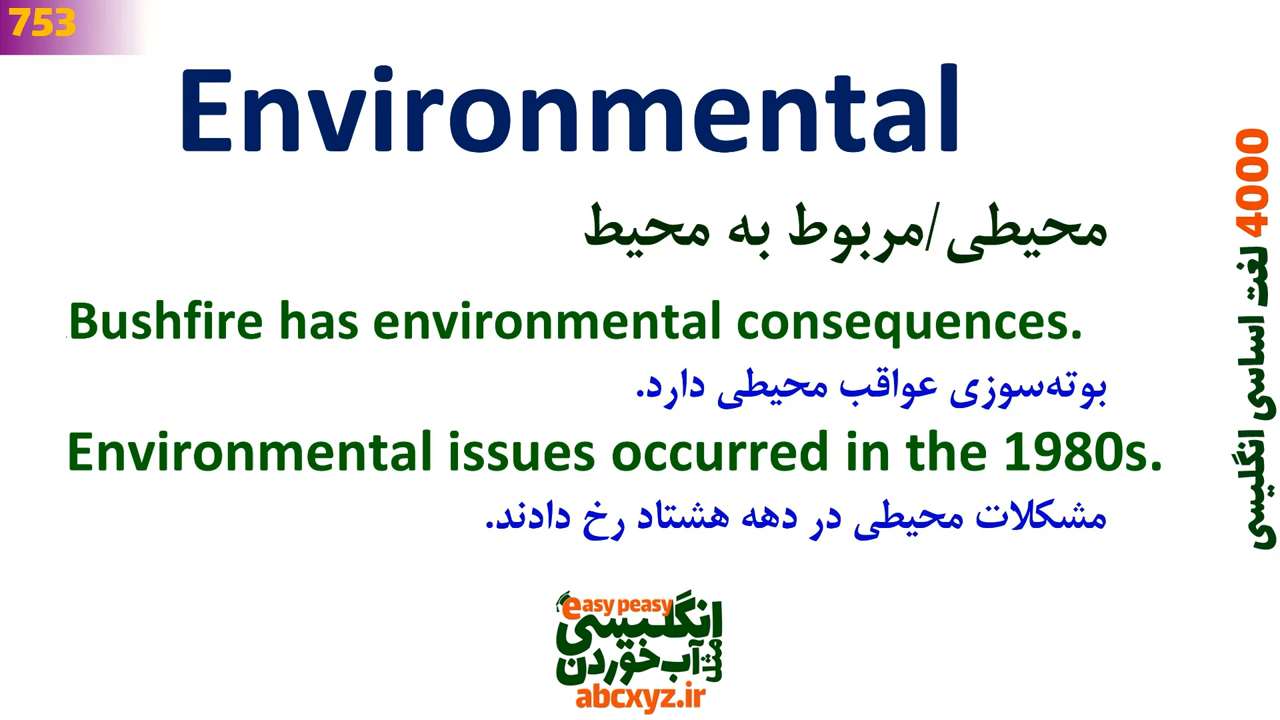 753
Environmental
محیطی/مربوط به محیط
Bushfire has environmental consequences.
بوته‌سوزی عواقب محیطی دارد.
Environmental issues occurred in the 1980s.
مشکلات محیطی در دهه هشتاد رخ دادند.
4000 لغت اساسی انگلیسی
easy peasy
انگلیسی
مثل آب خوردن
abcxyz.ir